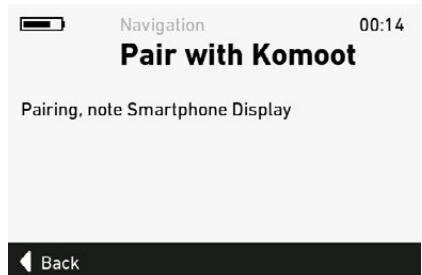 Navigation 00:14
Pair with Komoot
Pairing, note Smartphone Display
Back